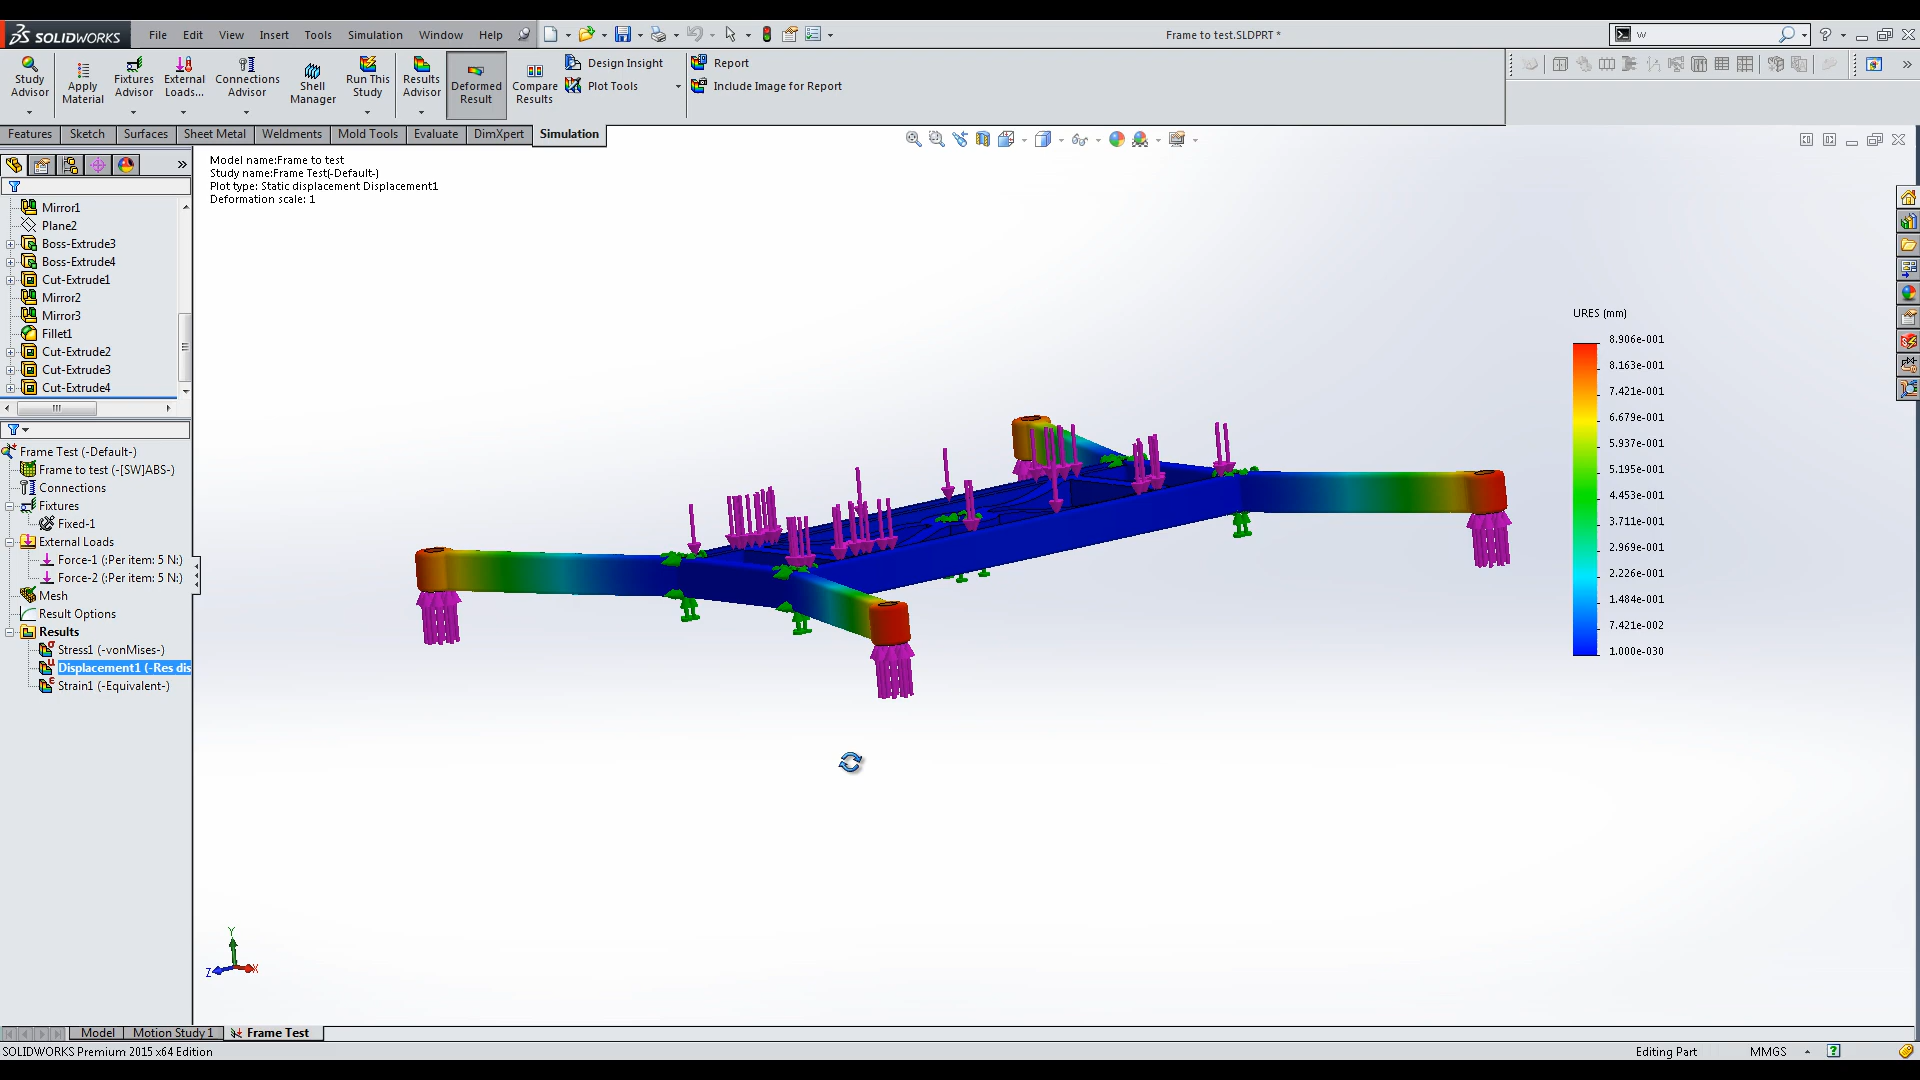 SOLIDWORKS File Edit View Insert Tools Simulation Window Help Frame to test.SLDPRT * w
Study Advisor
Apply Material
Fixtures Advisor
External Loads...
Connections Advisor
Shell Manager
Run This Study
Results Advisor
Deformed Result
Compare Results
Design Insight
Plot Tools
Report
Include Image for Report
Features Sketch Surfaces Sheet Metal Weldments Mold Tools Evaluate DimXpert Simulation
Model name:Frame to test
Study name:Frame Test(-Default-)
Plot type: Static displacement Displacement1
Deformation scale: 1
Mirror1
Plane2
Boss-Extrude3
Boss-Extrude4
Cut-Extrude1
Mirror2
Mirror3
Fillet1
Cut-Extrude2
Cut-Extrude3
Cut-Extrude4
Frame Test (-Default-)
Frame to test (-[SW]ABS-)
Connections
Fixtures
Fixed-1
External Loads
Force-1 (:Per item: 5 N:)
Force-2 (:Per item: 5 N:)
Mesh
Result Options
Results
Stress1 (-vonMises-)
Displacement1 (-Res dis
Strain1 (-Equivalent-)
URES (mm)
8.906e-001
8.163e-001
7.421e-001
6.679e-001
5.937e-001
5.195e-001
4.453e-001
3.711e-001
2.969e-001
2.226e-001
1.484e-001
7.421e-002
1.000e-030
Y
Z X
Model Motion Study 1 Frame Test
SOLIDWORKS Premium 2015 x64 Edition Editing Part MMGS